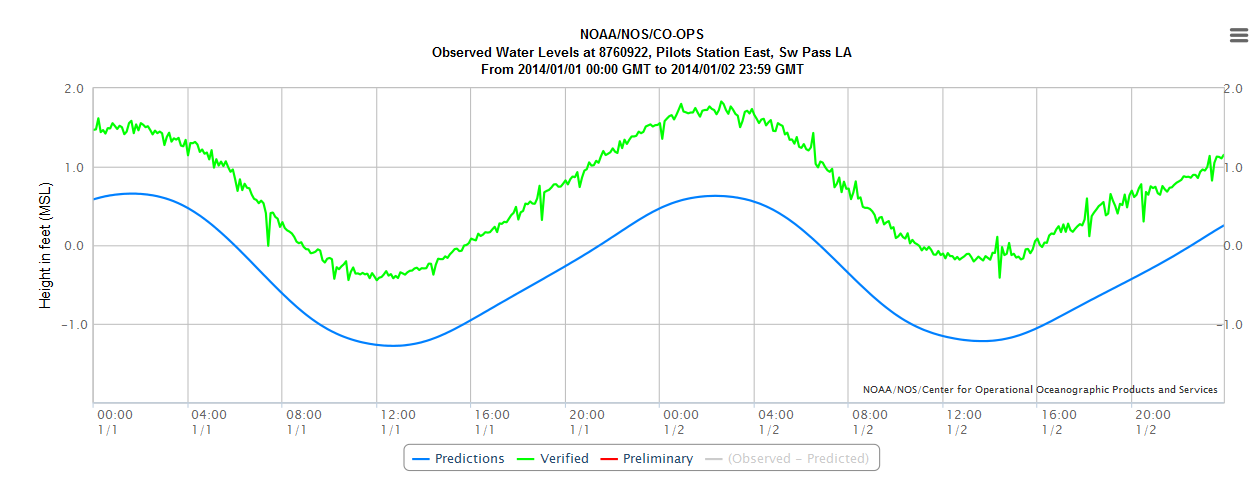 NOAA/NOS/CO-OPS
Observed Water Levels at 8760922, Pilots Station East, Sw Pass LA
From 2014/01/01 00:00 GMT to 2014/01/02 23:59 GMT
Height in feet (MSL)
2.0 2.0
1.0 1.0
0.0 0.0
-1.0 -1.0
NOAA/NOS/Center for Operational Oceanographic Products and Services
00:00 04:00 08:00 12:00 16:00 20:00 00:00 04:00 08:00 12:00 16:00 20:00
1/1 1/1 1/1 1/1 1/1 1/1 1/2 1/2 1/2 1/2 1/2 1/2
Predictions Verified Preliminary (Observed - Predicted)